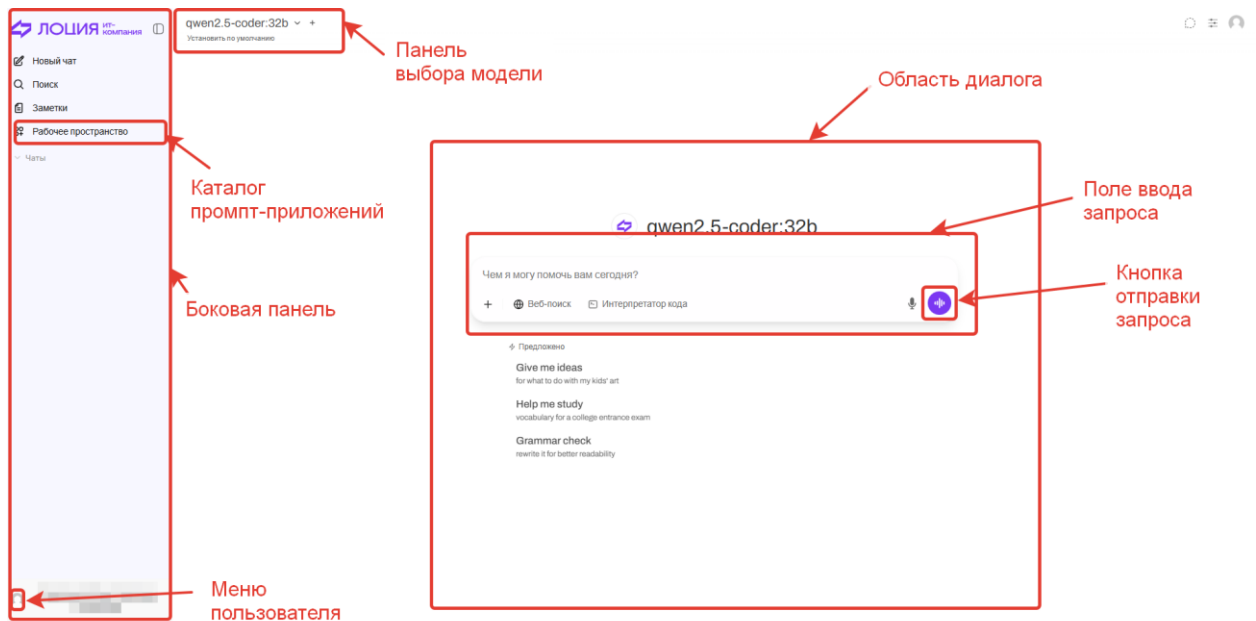 ЛОЦИЯ ИТ-компания
qwen2.5-coder:32b
Установить по умолчанию
Новый чат
Поиск
Заметки
Рабочее пространство
Чаты
Панель
выбора модели
Область диалога
Каталог
промпт-приложений
Поле ввода
запроса
qwen2.5-coder:32b
Чем я могу помочь вам сегодня?
Веб-поиск
Интерпретатор кода
Кнопка
отправки
запроса
Боковая панель
Предложено
Give me ideas
for what to do with my kids' art
Help me study
vocabulary for a college entrance exam
Grammar check
rewrite it for better readability
Меню
пользователя